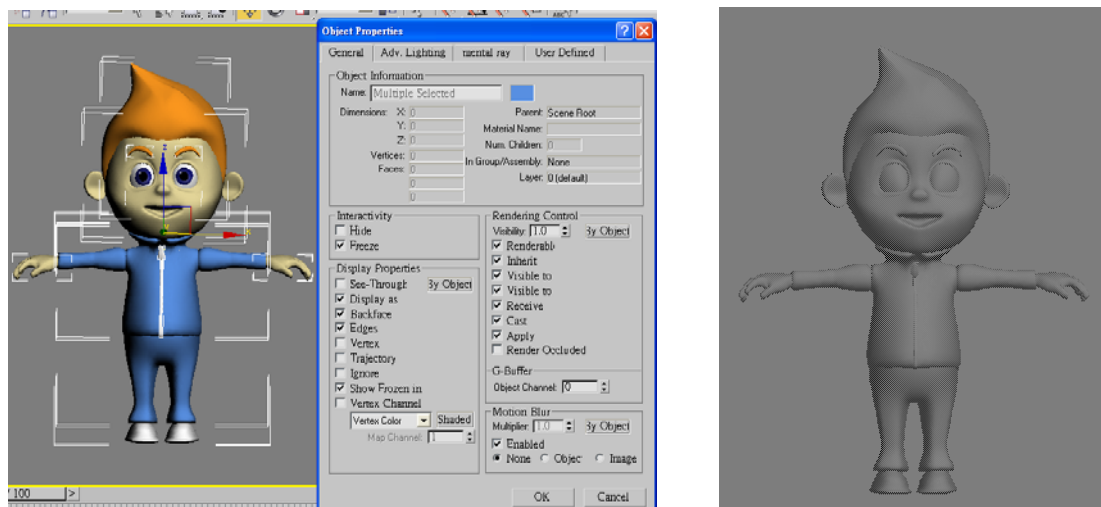 Object Properties
General Adv. Lighting mental ray User Defined
Object Information
Name: Multiple Selected
Dimensions: X: 0
Y: 0
Z: 0
Vertices: 0
Faces: 0
0
0
Parent: Scene Root
Material Name:
Num. Children: 0
In Group/Assembly: None
Layer: 0 (default)
Interactivity
Hide
Freeze
Display Properties
See-Through By Object
Display as
Backface
Edges
Vertex
Trajectory
Ignore
Show Frozen in
Vertex Channel
Vertex Color Shaded
Map Channel: 1
Rendering Control
Visibility: 1.0 By Object
Renderabl
Inherit
Visible to
Visible to
Receive
Cast
Apply
Render Occluded
G-Buffer
Object Channel: 0
Motion Blur
Multiplier: 1.0 By Object
Enabled
None Objec Image
OK Cancel
/ 100 >
z
x